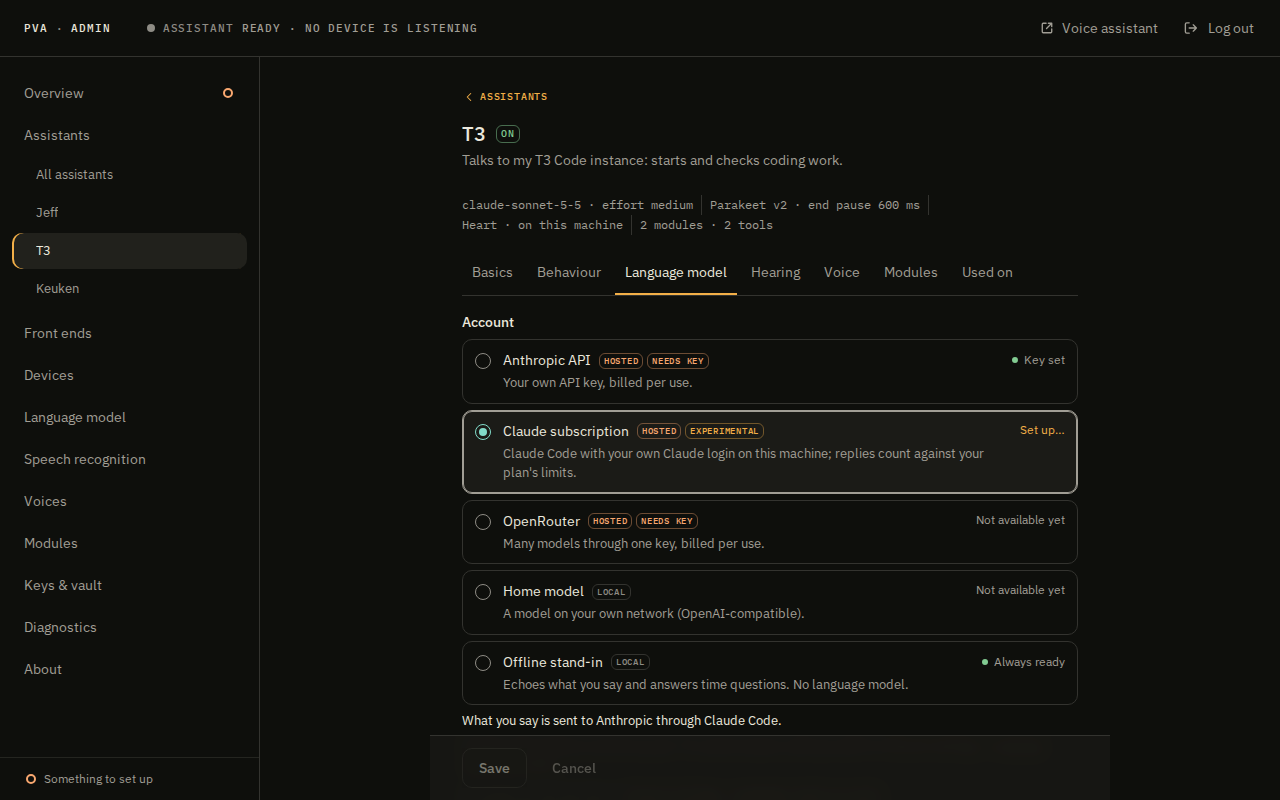 PVA · ADMIN
ASSISTANT READY · NO DEVICE IS LISTENING
Voice assistant
Log out
Overview
Assistants
All assistants
Jeff
T3
Keuken
Front ends
Devices
Language model
Speech recognition
Voices
Modules
Keys & vault
Diagnostics
About
Something to set up
ASSISTANTS
T3 ON
Talks to my T3 Code instance: starts and checks coding work.
claude-sonnet-5-5 · effort medium | Parakeet v2 · end pause 600 ms |
Heart · on this machine | 2 modules · 2 tools
Basics Behaviour Language model Hearing Voice Modules Used on
Account
Anthropic API HOSTED NEEDS KEY Key set
Your own API key, billed per use.
Claude subscription HOSTED EXPERIMENTAL Set up...
Claude Code with your own Claude login on this machine; replies count against your
plan's limits.
OpenRouter HOSTED NEEDS KEY Not available yet
Many models through one key, billed per use.
Home model LOCAL Not available yet
A model on your own network (OpenAI-compatible).
Offline stand-in LOCAL Always ready
Echoes what you say and answers time questions. No language model.
What you say is sent to Anthropic through Claude Code.
Save Cancel